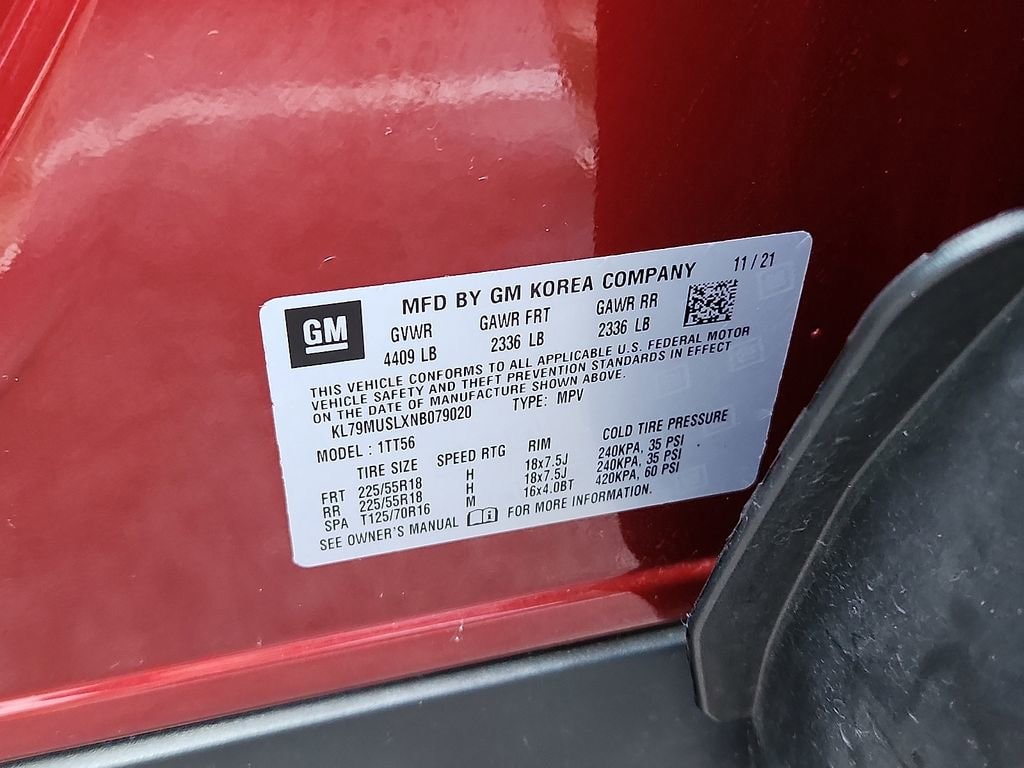 GM
MFD BY GM KOREA COMPANY 11 / 21
GVWR GAWR FRT GAWR RR
4409 LB 2336 LB 2336 LB
THIS VEHICLE CONFORMS TO ALL APPLICABLE U.S. FEDERAL MOTOR
VEHICLE SAFETY AND THEFT PREVENTION STANDARDS IN EFFECT
ON THE DATE OF MANUFACTURE SHOWN ABOVE.
KL79MUSLXNB079020 TYPE: MPV
MODEL : 1TT56
TIRE SIZE SPEED RTG RIM COLD TIRE PRESSURE
FRT 225/55R18 H 18x7.5J 240KPA, 35 PSI
RR 225/55R18 H 18x7.5J 240KPA, 35 PSI
SPA T125/70R16 M 16x4.0BT 420KPA, 60 PSI
SEE OWNER'S MANUAL FOR MORE INFORMATION.